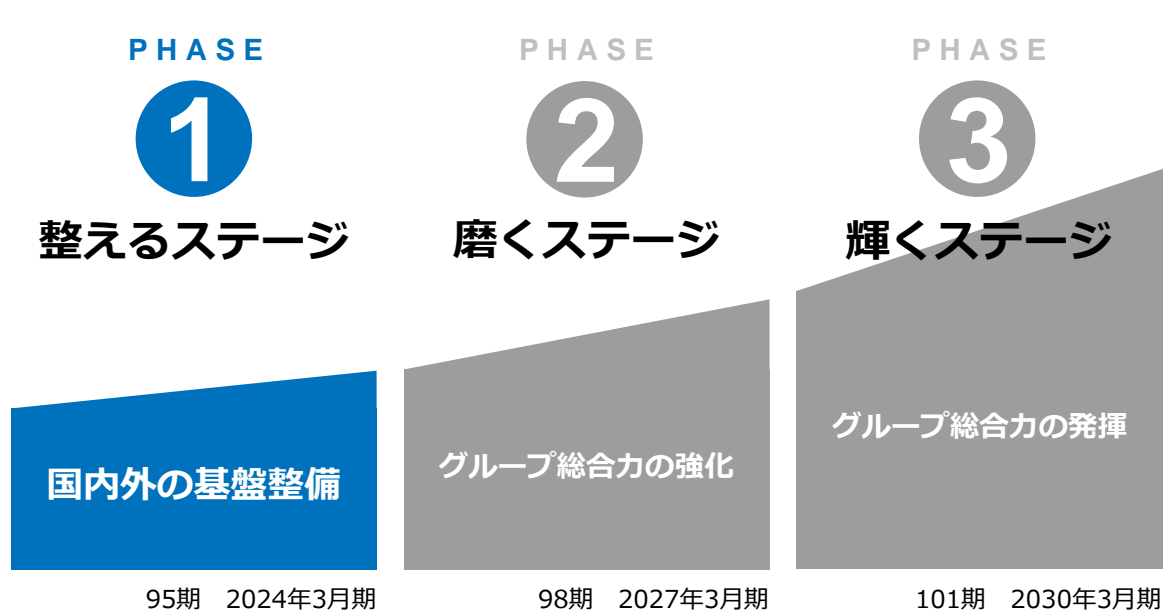 PHASE
1
整えるステージ
国内外の基盤整備
95期 2024年3月期
PHASE
2
磨くステージ
グループ総合力の強化
98期 2027年3月期
PHASE
3
輝くステージ
グループ総合力の発揮
101期 2030年3月期